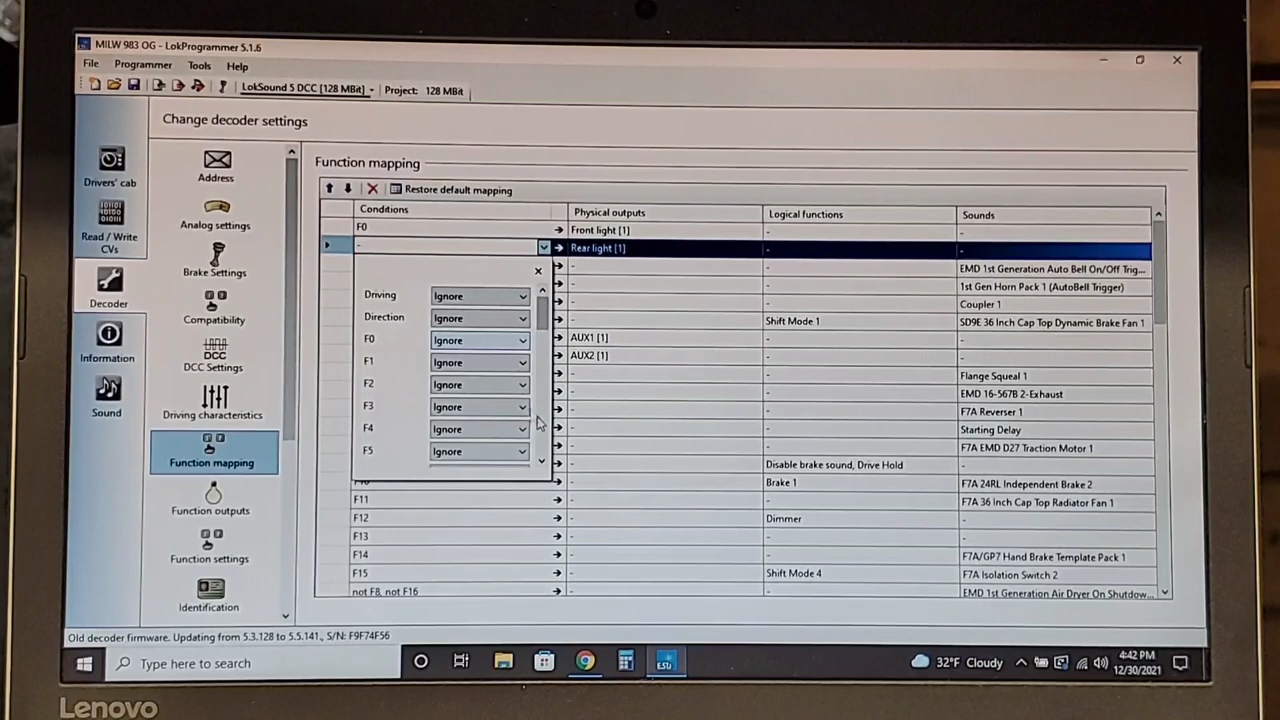 MILW 983 OG - LokProgrammer 5.1.6
File Programmer Tools Help
LokSound 5 DCC [128 MBit] Project: 128 MBit
Change decoder settings
Drivers' cab
Read / Write CVs
Decoder
Information
Sound
Address
Analog settings
Brake Settings
Compatibility
DCC
DCC Settings
Driving characteristics
Function mapping
Function outputs
Function settings
Identification
Function mapping
Restore default mapping
Conditions Physical outputs Logical functions Sounds
F0 Front light [1] - -
- Rear light [1] - -
- - EMD 1st Generation Auto Bell On/Off Trig...
- - 1st Gen Horn Pack 1 (AutoBell Trigger)
- - Coupler 1
- Shift Mode 1 SD9E 36 Inch Cap Top Dynamic Brake Fan 1
AUX1 [1] - -
AUX2 [1] - -
- - Flange Squeal 1
- - EMD 16-567B 2-Exhaust
- - F7A Reverser 1
- - Starting Delay
- - F7A EMD D27 Traction Motor 1
- Disable brake sound, Drive Hold -
F10 - Brake 1 F7A 24RL Independent Brake 2
F11 - - F7A 36 Inch Cap Top Radiator Fan 1
F12 - Dimmer -
F13 - - -
F14 - - F7A/GP7 Hand Brake Template Pack 1
F15 - Shift Mode 4 F7A Isolation Switch 2
not F8, not F16 - - EMD 1st Generation Air Dryer On Shutdow...
Driving Ignore
Direction Ignore
F0 Ignore
F1 Ignore
F2 Ignore
F3 Ignore
F4 Ignore
F5 Ignore
Old decoder firmware. Updating from 5.3.128 to 5.5.141., S/N: F9F74F56
Type here to search
ESU
32°F Cloudy
4:42 PM
12/30/2021
Lenovo